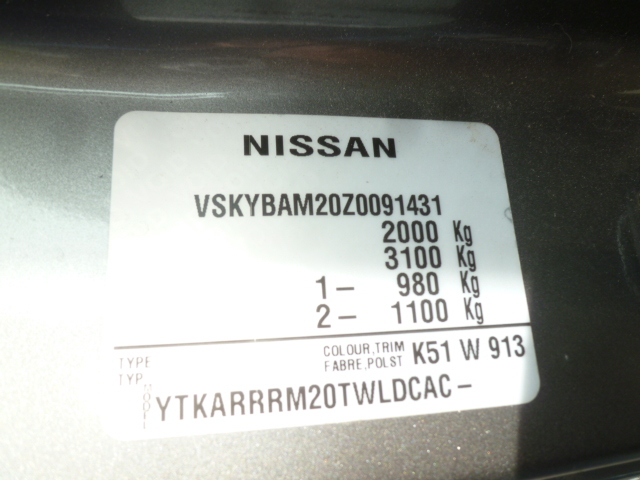 NISSAN
VSKYBAM20Z0091431
2000 Kg
3100 Kg
1- 980 Kg
2- 1100 Kg
TYPE COLOUR,TRIM K51 W 913
TYP. FABRE,POLST
MODELL YTKARRRM20TWLDCAC-